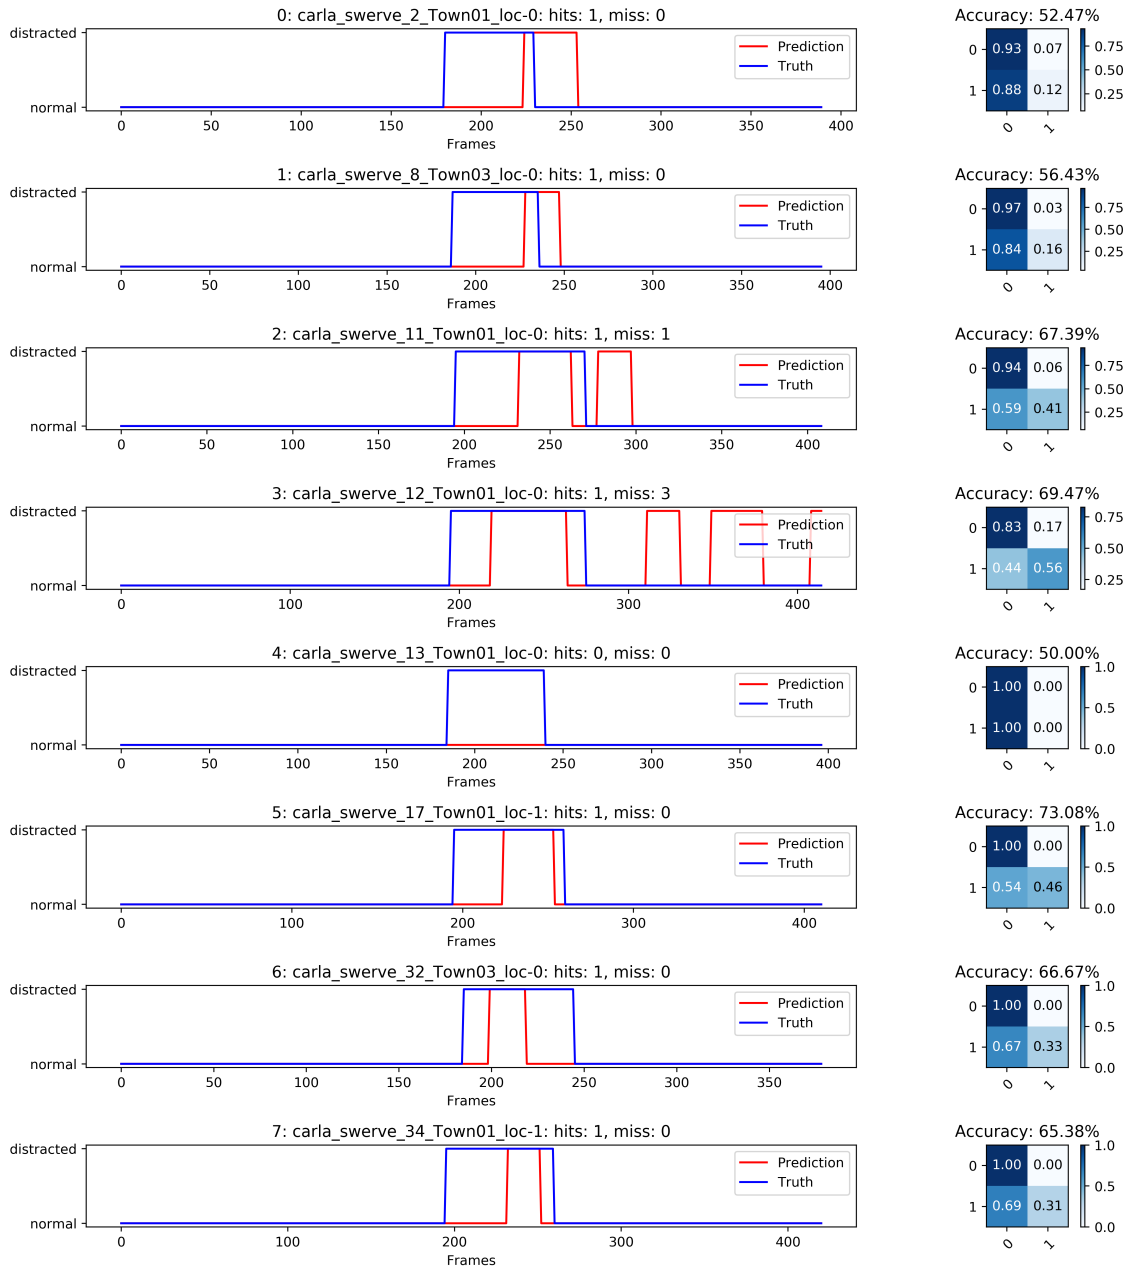 0: carla_swerve_2_Town01_loc-0: hits: 1, miss: 0
Accuracy: 52.47%
distracted
normal
Prediction
Truth
0 50 100 150 200 250 300 350 400
Frames
0 0.93 0.07
1 0.88 0.12
0 1
0.75
0.50
0.25
1: carla_swerve_8_Town03_loc-0: hits: 1, miss: 0
Accuracy: 56.43%
distracted
normal
Prediction
Truth
0 50 100 150 200 250 300 350 400
Frames
0 0.97 0.03
1 0.84 0.16
0 1
0.75
0.50
0.25
2: carla_swerve_11_Town01_loc-0: hits: 1, miss: 1
Accuracy: 67.39%
distracted
normal
Prediction
Truth
0 50 100 150 200 250 300 350 400
Frames
0 0.94 0.06
1 0.59 0.41
0 1
0.75
0.50
0.25
3: carla_swerve_12_Town01_loc-0: hits: 1, miss: 3
Accuracy: 69.47%
distracted
normal
Prediction
Truth
0 100 200 300 400
Frames
0 0.83 0.17
1 0.44 0.56
0 1
0.75
0.50
0.25
4: carla_swerve_13_Town01_loc-0: hits: 0, miss: 0
Accuracy: 50.00%
distracted
normal
Prediction
Truth
0 50 100 150 200 250 300 350 400
Frames
0 1.00 0.00
1 1.00 0.00
0 1
1.0
0.5
0.0
5: carla_swerve_17_Town01_loc-1: hits: 1, miss: 0
Accuracy: 73.08%
distracted
normal
Prediction
Truth
0 100 200 300 400
Frames
0 1.00 0.00
1 0.54 0.46
0 1
1.0
0.5
0.0
6: carla_swerve_32_Town03_loc-0: hits: 1, miss: 0
Accuracy: 66.67%
distracted
normal
Prediction
Truth
0 50 100 150 200 250 300 350
Frames
0 1.00 0.00
1 0.67 0.33
0 1
1.0
0.5
0.0
7: carla_swerve_34_Town01_loc-1: hits: 1, miss: 0
Accuracy: 65.38%
distracted
normal
Prediction
Truth
0 100 200 300 400
Frames
0 1.00 0.00
1 0.69 0.31
0 1
1.0
0.5
0.0